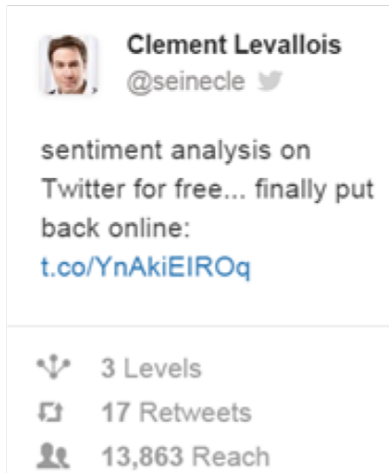 Clement Levallois
@seinecle
sentiment analysis on
Twitter for free... finally put
back online:
t.co/YnAkiEIROq
3 Levels
17 Retweets
13,863 Reach